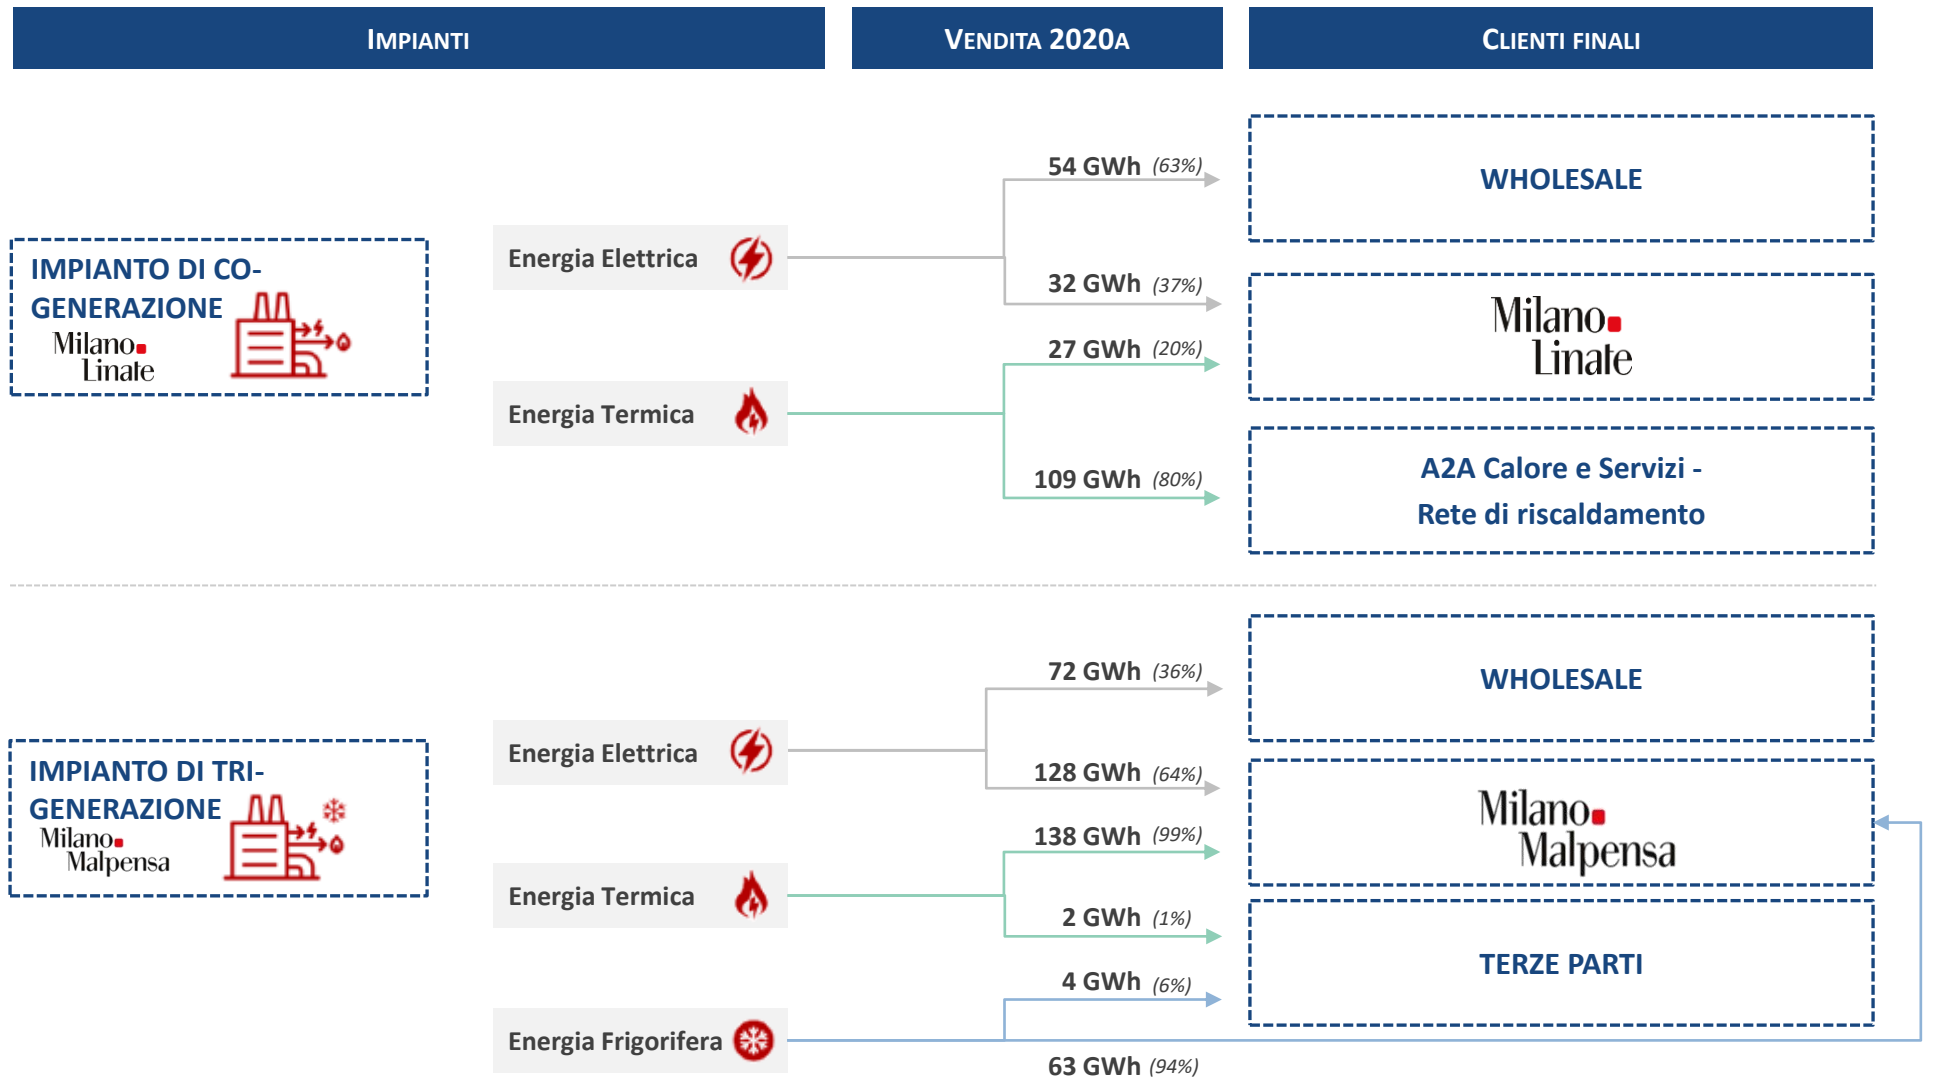 IMPIANTI
VENDITA 2020A
CLIENTI FINALI
54 GWh (63%)
WHOLESALE
Energia Elettrica
IMPIANTO DI CO-
GENERAZIONE
Milano
Linate
32 GWh (37%)
Milano
Linate
27 GWh (20%)
Energia Termica
109 GWh (80%)
A2A Calore e Servizi -
Rete di riscaldamento
72 GWh (36%)
WHOLESALE
Energia Elettrica
IMPIANTO DI TRI-
GENERAZIONE
Milano
Malpensa
128 GWh (64%)
Milano
Malpensa
138 GWh (99%)
Energia Termica
2 GWh (1%)
TERZE PARTI
4 GWh (6%)
Energia Frigorifera
63 GWh (94%)